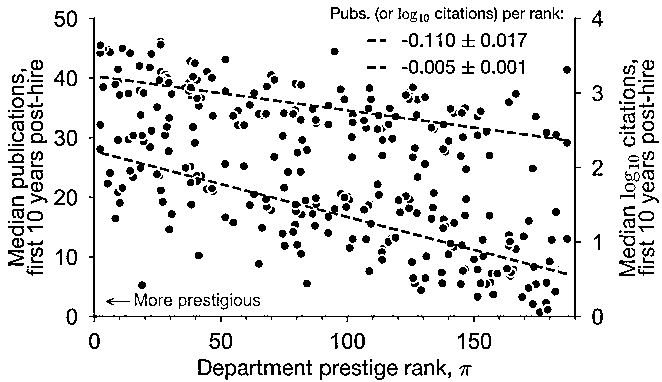 Pubs. (or log₁₀ citations) per rank:
-0.110 ± 0.017
-0.005 ± 0.001
50
40
30
20
10
0
Median publications,
first 10 years post-hire
4
3
2
1
0
Median log₁₀ citations,
first 10 years post-hire
← More prestigious
0 50 100 150
Department prestige rank, π